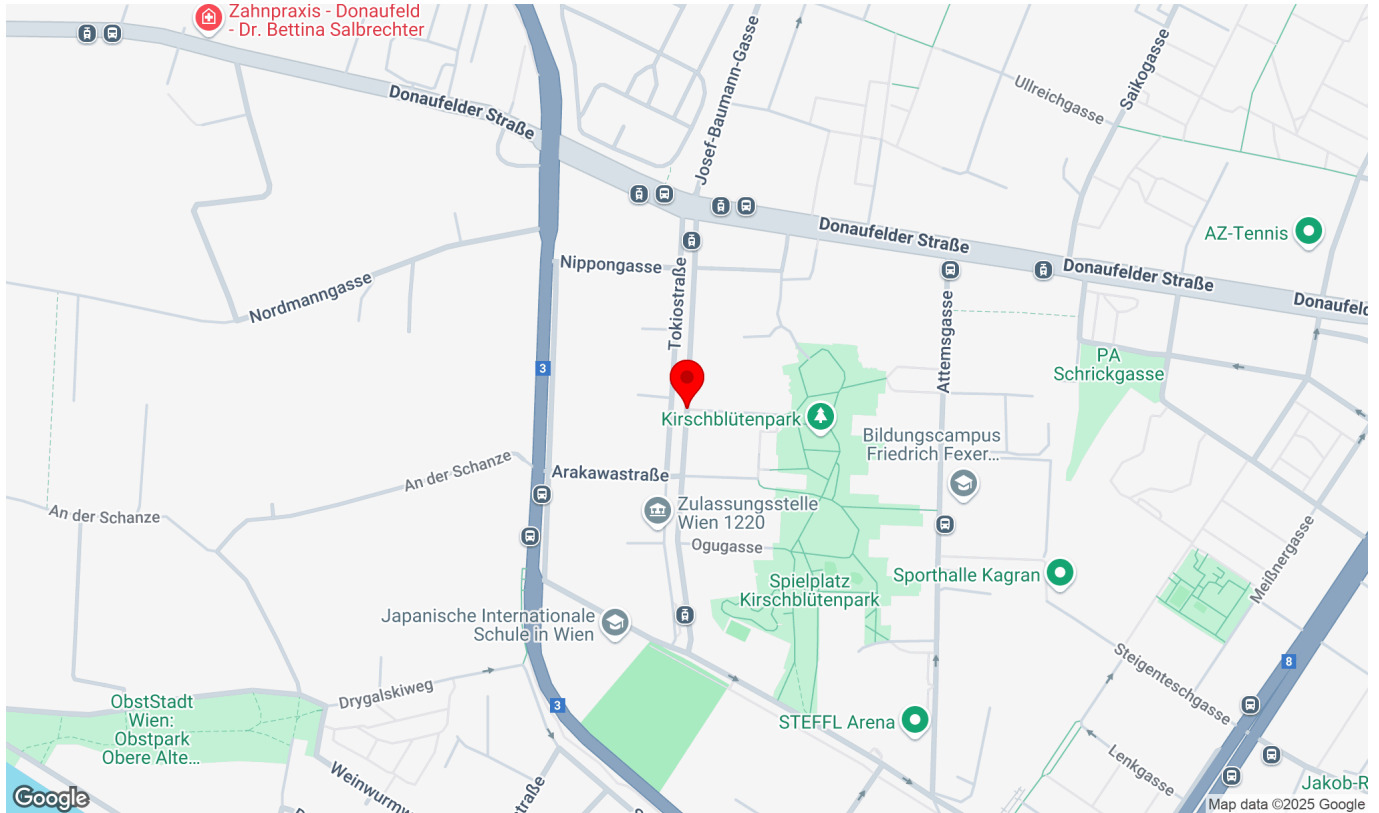 Zahnpraxis - Donaufeld
- Dr. Bettina Salbrechter
Donaufelder Straße
Josef-Baumann-Gasse
Ullreichgasse
Saikogasse
Donaufelder Straße
AZ-Tennis
Donaufelder Straße
Donaufeld
Nippongasse
Nordmanngasse
Tokiostraße
Attemsgasse
3
PA
Schrickgasse
Kirschblütenpark
Bildungscampus
Friedrich Fexer...
An der Schanze
Arakawastraße
An der Schanze
Zulassungsstelle
Wien 1220
Ogugasse
Meißnergasse
Spielplatz
Kirschblütenpark
Sporthalle Kagran
Japanische Internationale
Schule in Wien
8
Steigenteschgasse
Drygalskiweg
3
ObstStadt
Wien:
Obstpark
Obere Alte...
STEFFL Arena
Weinwurmw
straße
Lenkgasse
Jakob-R
Google
Map data ©2025 Google